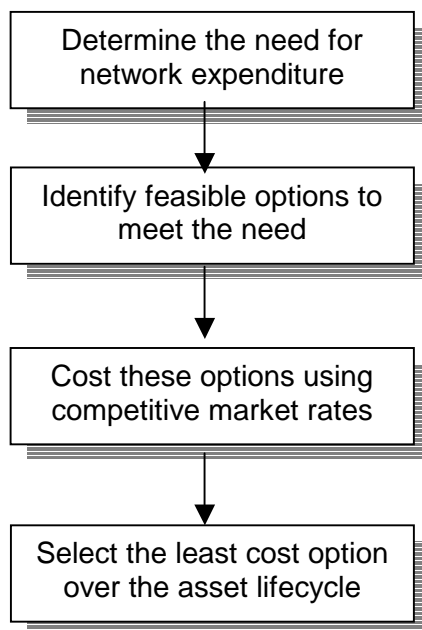 Determine the need for
network expenditure
Identify feasible options to
meet the need
Cost these options using
competitive market rates
Select the least cost option
over the asset lifecycle